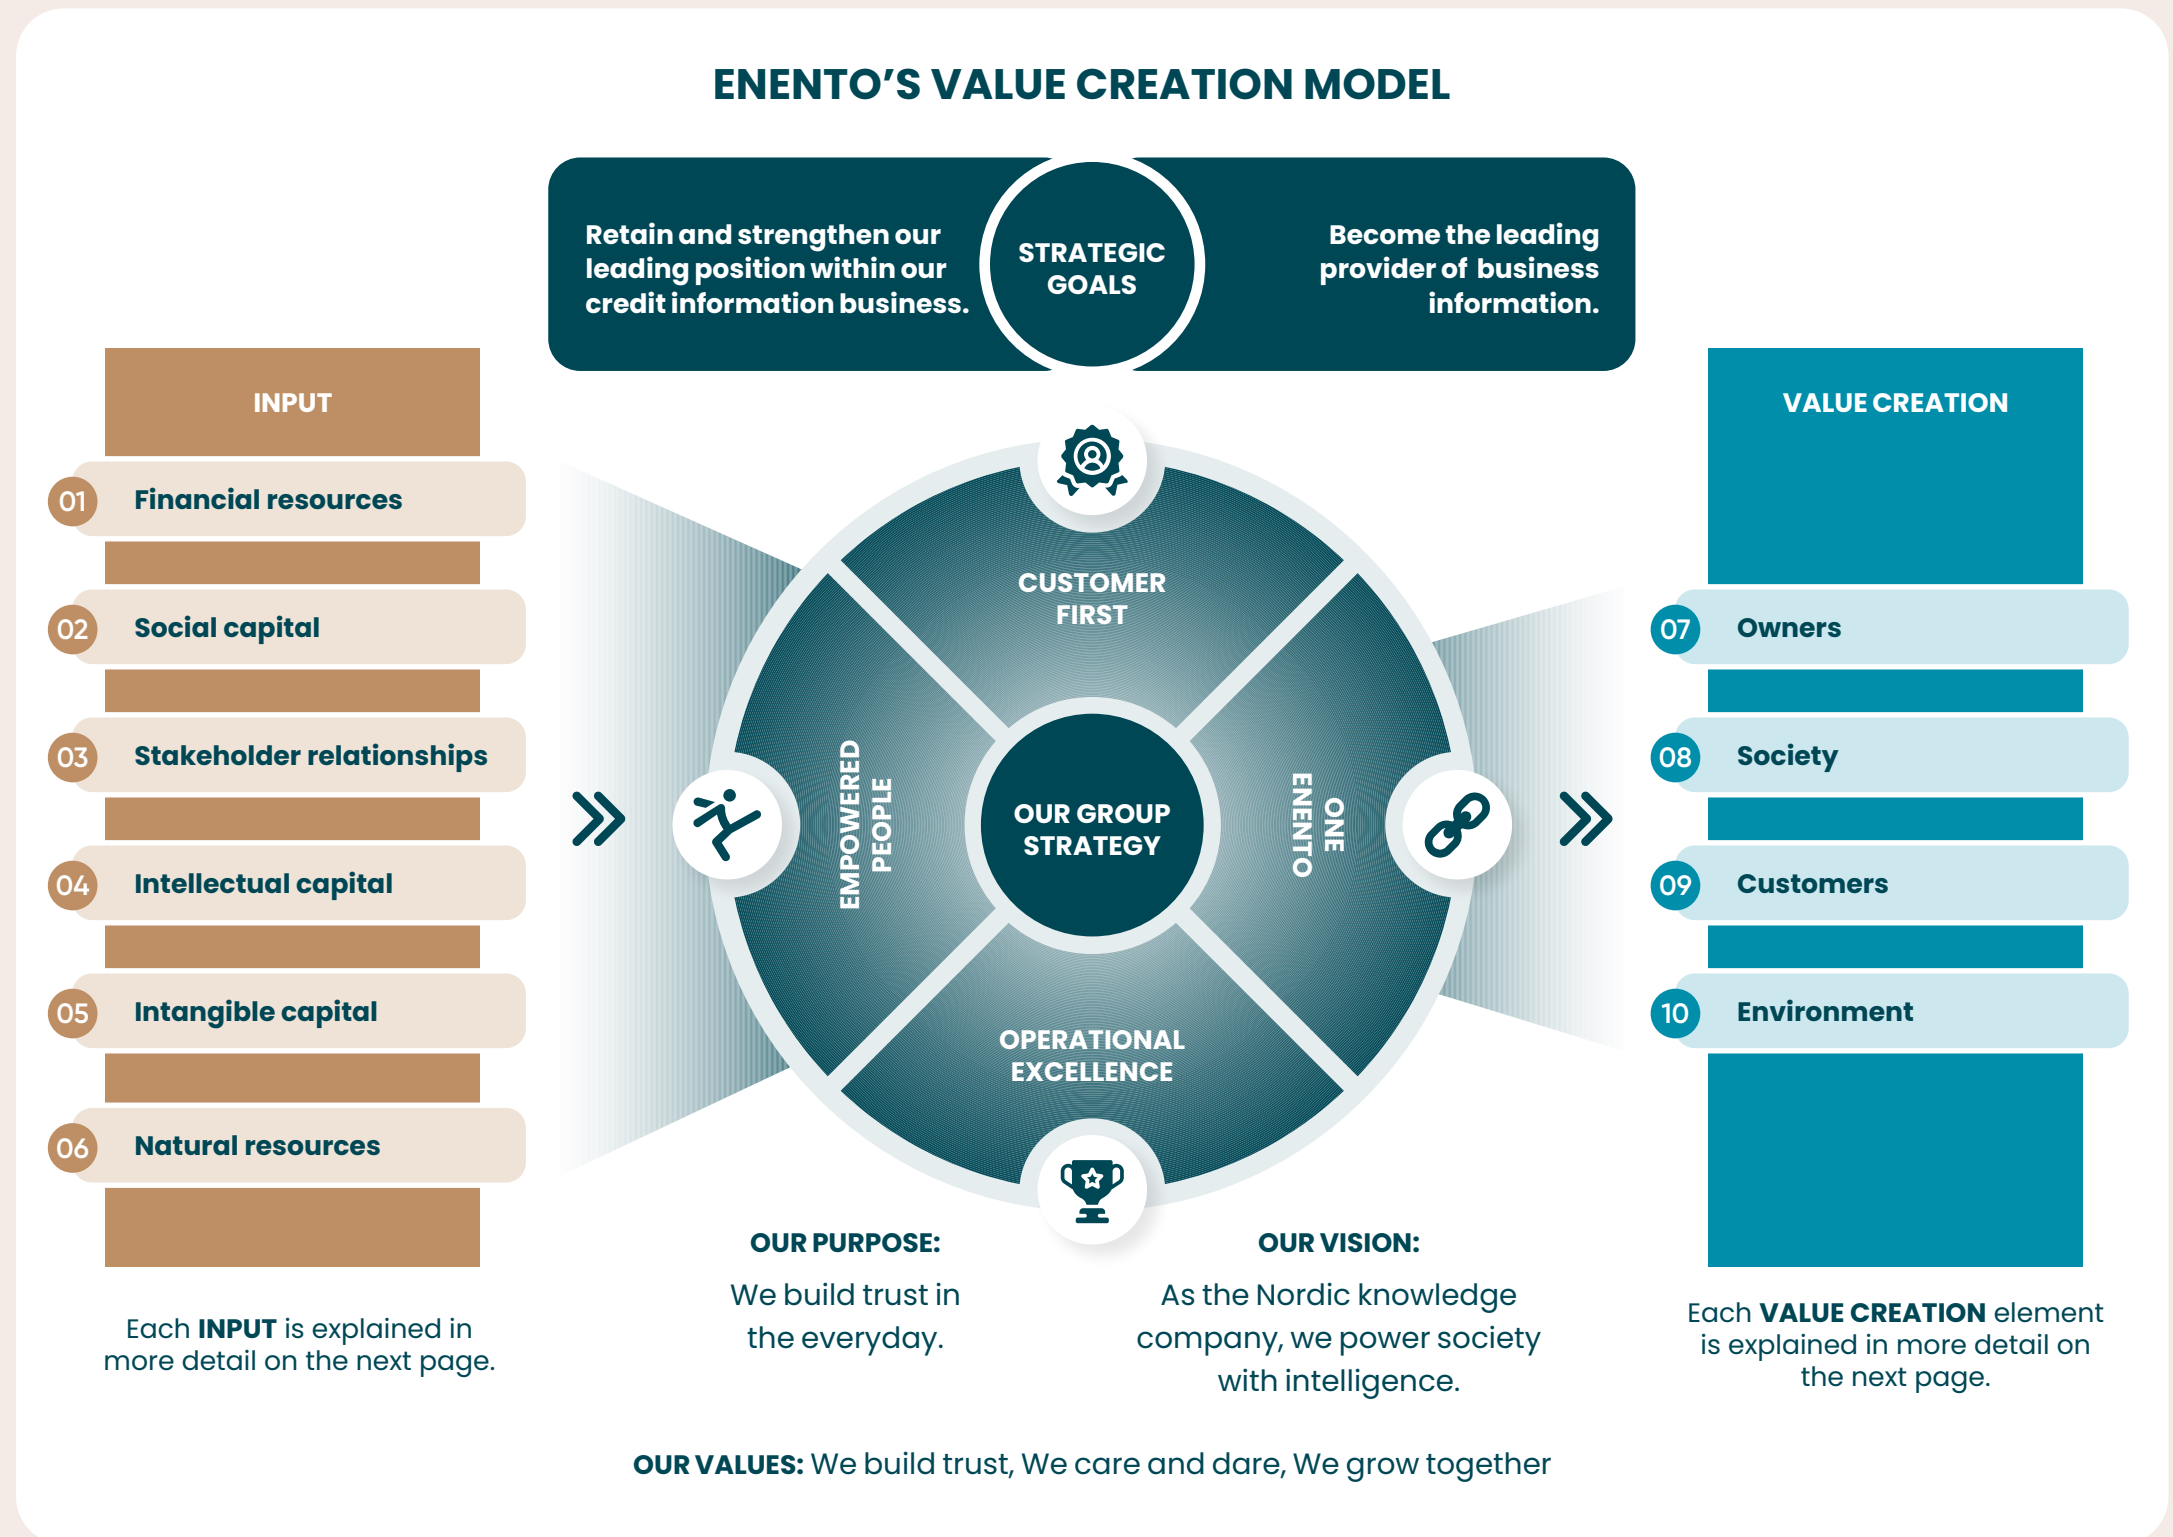 ENENTO’S VALUE CREATION MODEL
Retain and strengthen our
leading position within our
credit information business.
STRATEGIC
GOALS
Become the leading
provider of business
information.
INPUT
01 Financial resources
02 Social capital
03 Stakeholder relationships
04 Intellectual capital
05 Intangible capital
06 Natural resources
Each INPUT is explained in
more detail on the next page.
CUSTOMER
FIRST
EMPOWERED
PEOPLE
OUR GROUP
STRATEGY
ONE
ENENTO
OPERATIONAL
EXCELLENCE
VALUE CREATION
07 Owners
08 Society
09 Customers
10 Environment
Each VALUE CREATION element
is explained in more detail on
the next page.
OUR PURPOSE:
We build trust in
the everyday.
OUR VISION:
As the Nordic knowledge
company, we power society
with intelligence.
OUR VALUES: We build trust, We care and dare, We grow together